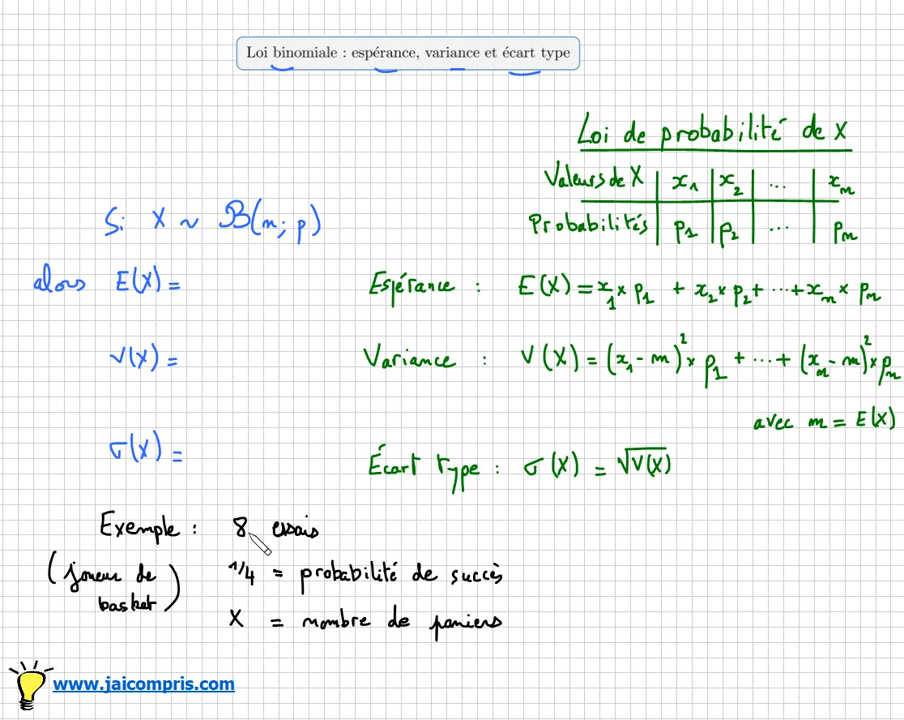 Loi binomiale : espérance, variance et écart type
Loi de probabilité de X
Valeurs de X | x₁ | x₂ | ... | xₙ
Probabilités | p₁ | p₂ | ... | pₙ
Si X ~ B(n; p)
alors E(X) =
Espérance : E(X) = x₁ × p₁ + x₂ × p₂ + ... + xₙ × pₙ
V(X) =
Variance : V(X) = (x₁ - m)² × p₁ + ... + (xₙ - m)² × pₙ
avec m = E(X)
σ(X) =
Écart type : σ(X) = √V(X)
Exemple : 8 essais
(joueur de basket)
1/4 = probabilité de succès
X = nombre de paniers
www.jaicompris.com